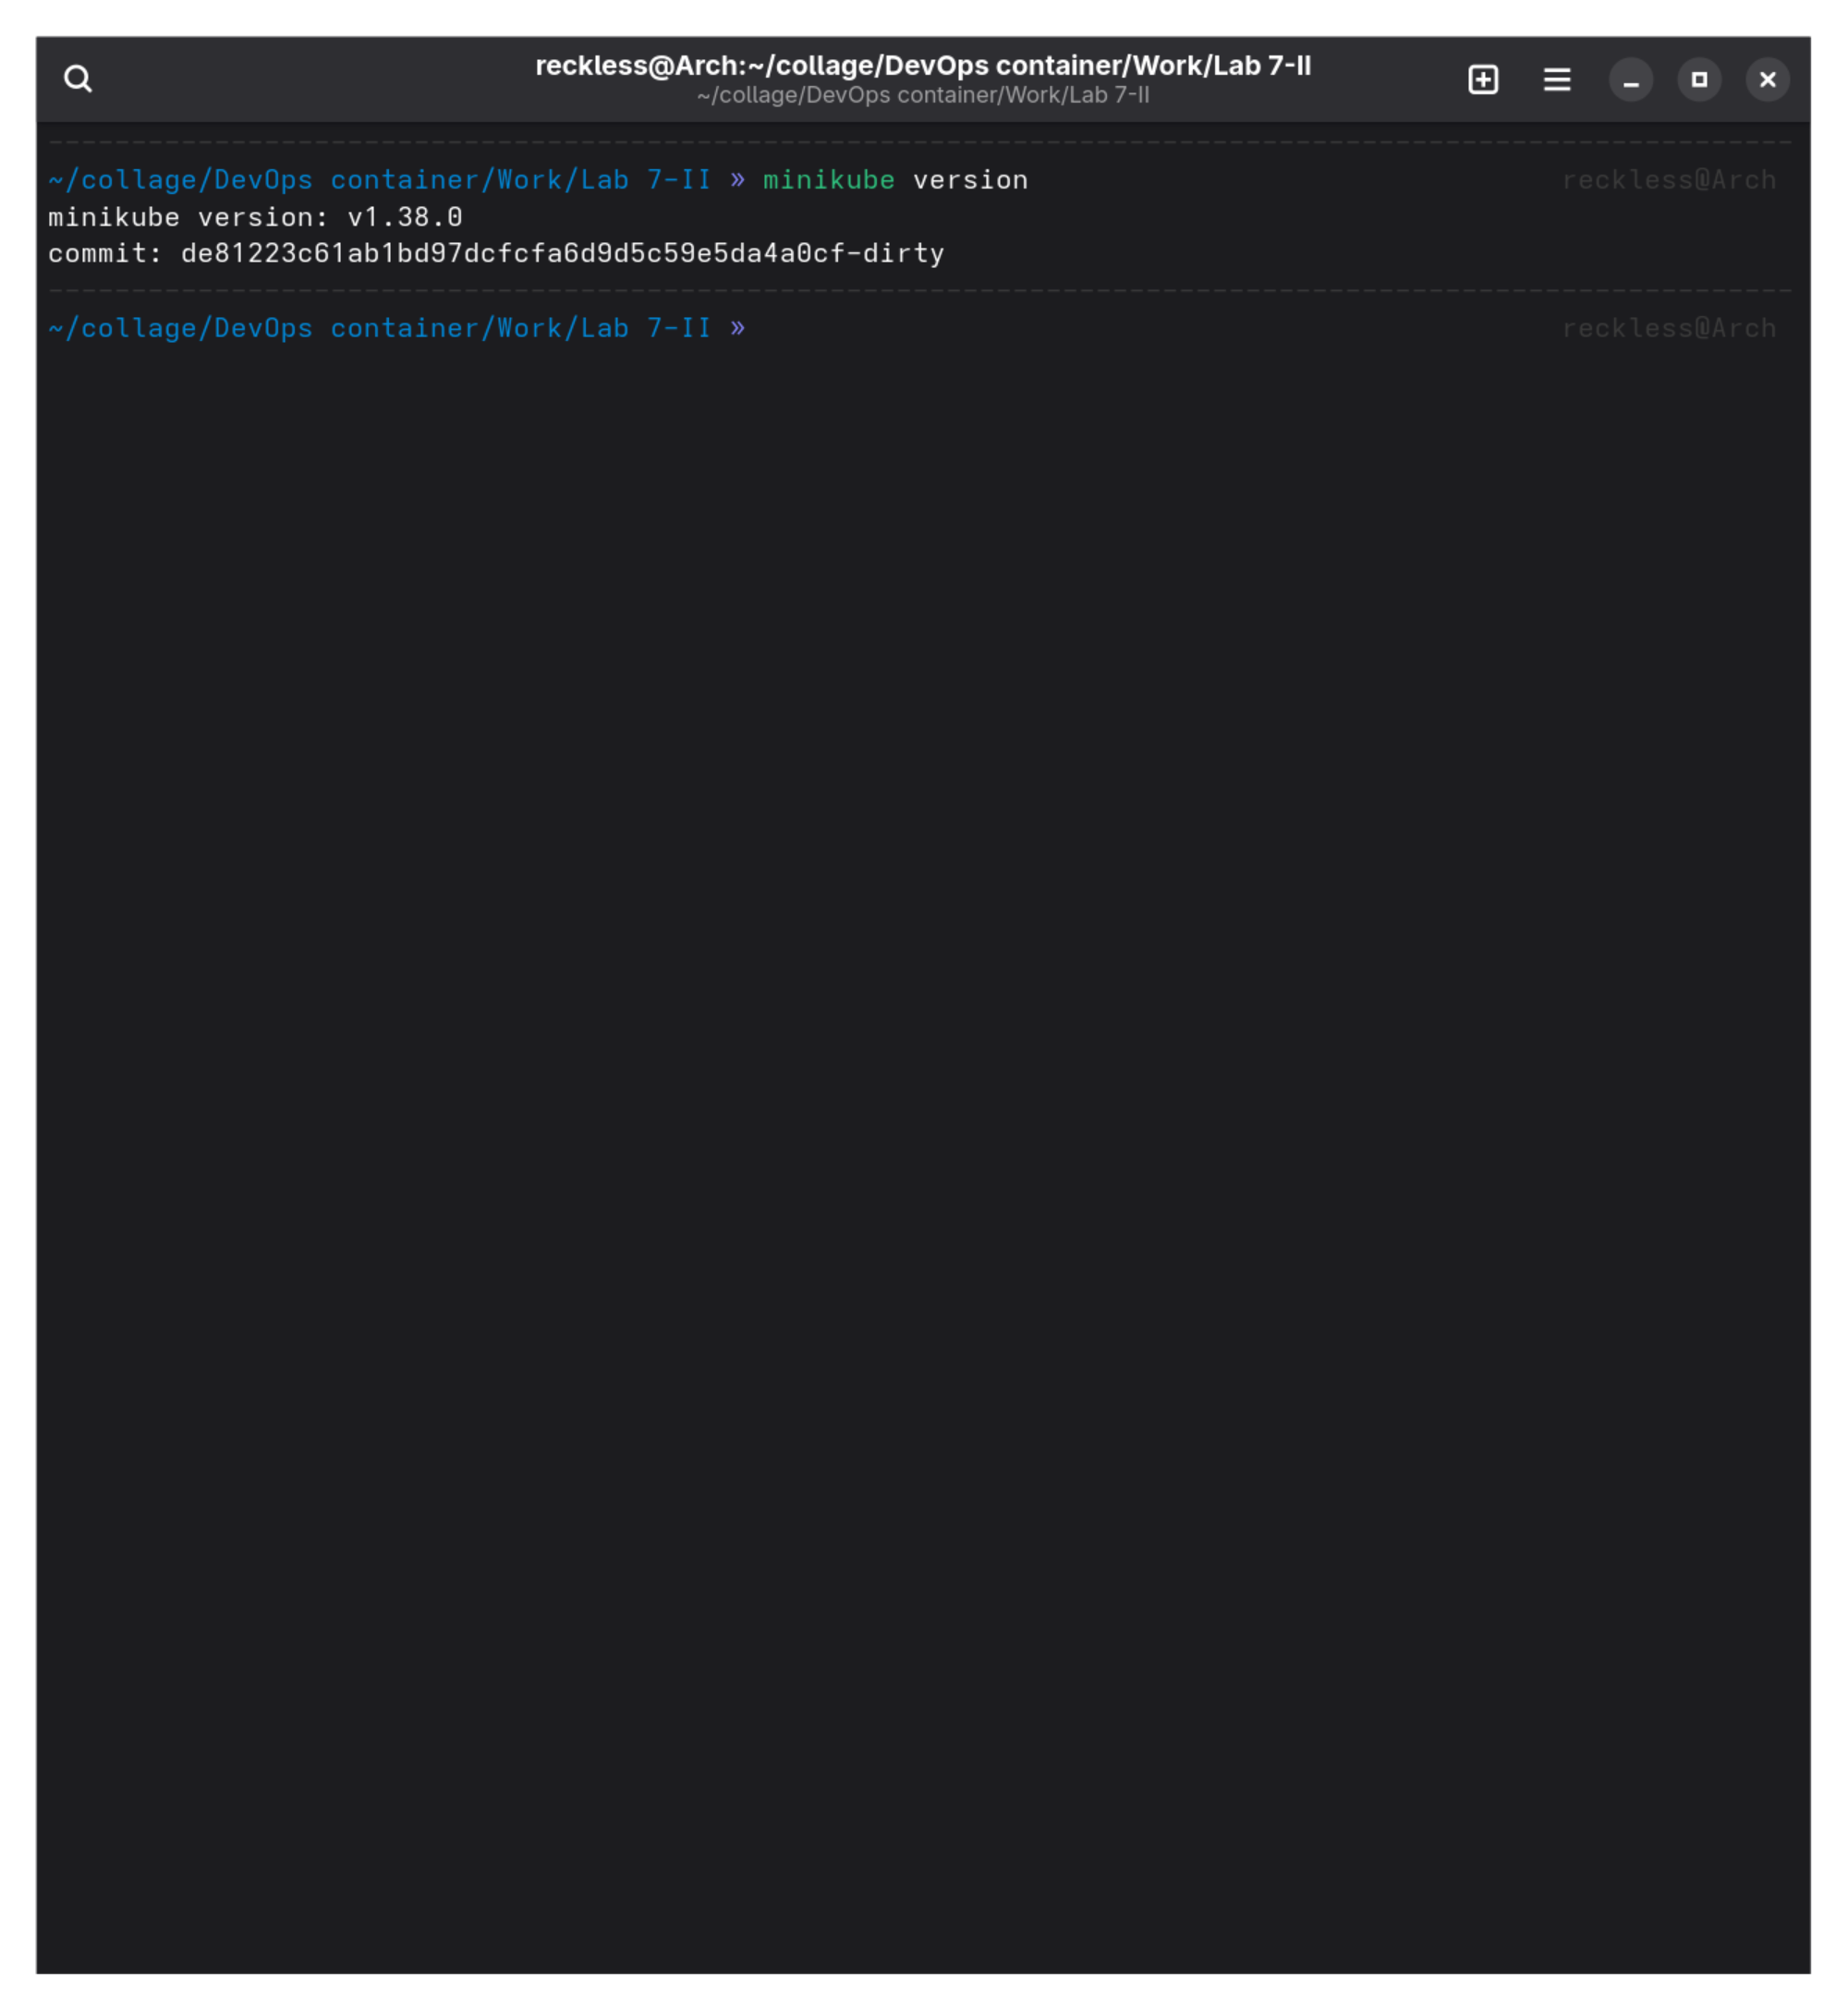 reckless@Arch:~/collage/DevOps container/Work/Lab 7-II
~/collage/DevOps container/Work/Lab 7-II
~/collage/DevOps container/Work/Lab 7-II » minikube version reckless@Arch
minikube version: v1.38.0
commit: de81223c61ab1bd97dcfcfa6d9d5c59e5da4a0cf-dirty
~/collage/DevOps container/Work/Lab 7-II » reckless@Arch